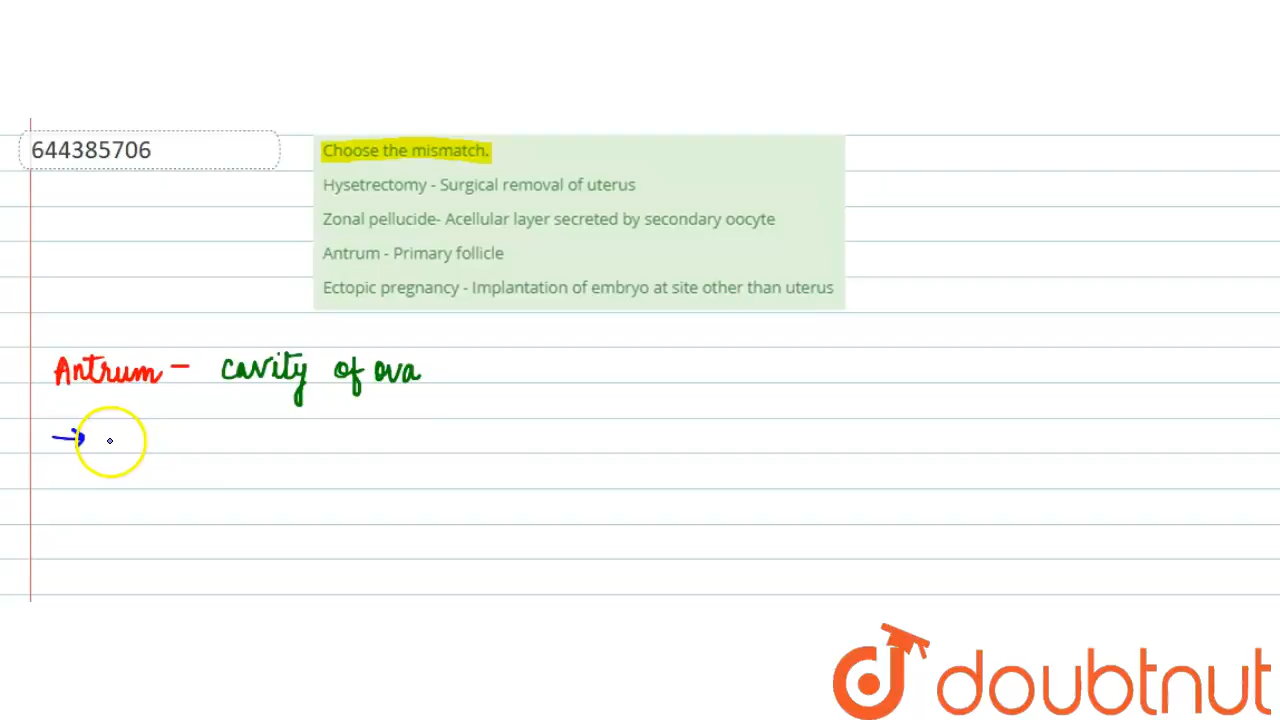 644385706
Choose the mismatch.
Hysetrectomy - Surgical removal of uterus
Zonal pellucide- Acellular layer secreted by secondary oocyte
Antrum - Primary follicle
Ectopic pregnancy - Implantation of embryo at site other than uterus
Antrum - cavity of ova
→
doubtnut